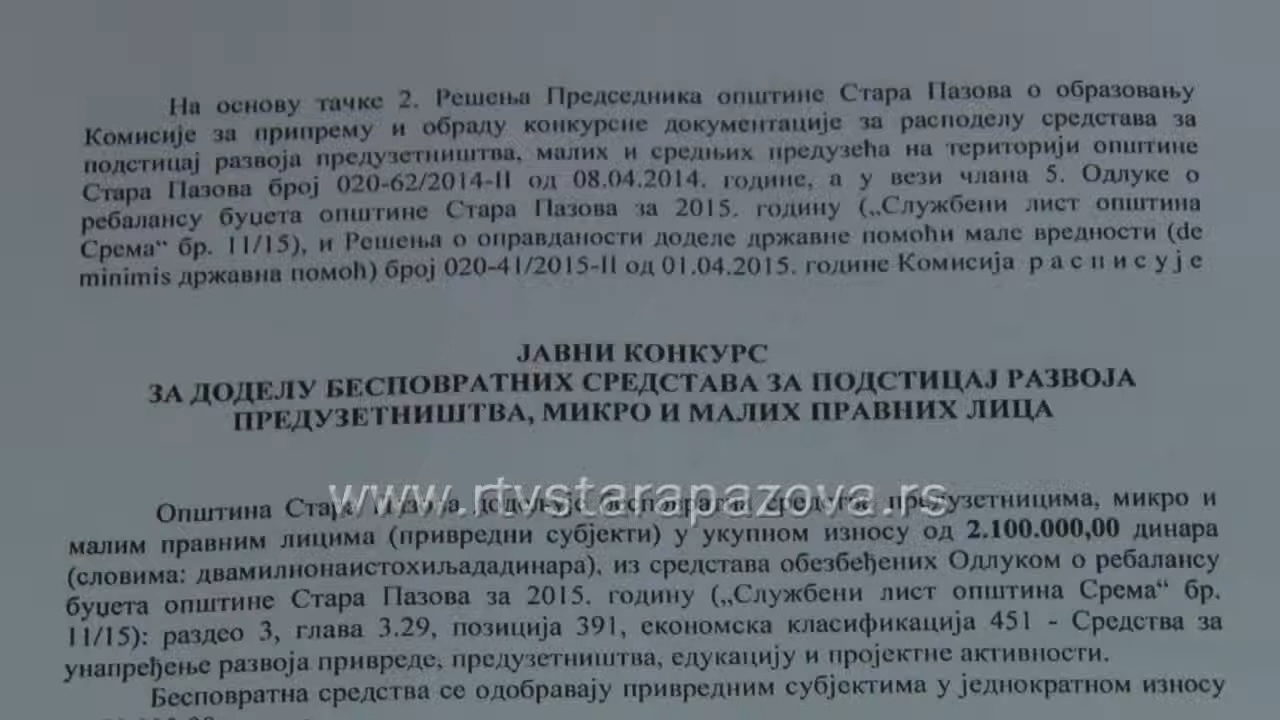 На основу тачке 2. Решења Председника општине Стара Пазова о образовању
Комисије за припрему и обраду конкурсне документације за расподелу средстава за
подстицај развоја предузетништва, малих и средњих предузећа на територији општине
Стара Пазова број 020-62/2014-II од 08.04.2014. године, а у вези члана 5. Одлуке о
ребалансу буџета општине Стара Пазова за 2015. годину („Службени лист општина
Срема“ бр. 11/15), и Решења о оправданости доделе државне помоћи мале вредности (de
minimis државна помоћ) број 020-41/2015-II од 01.04.2015. године Комисија р а с п и с у ј е
ЈАВНИ КОНКУРС
ЗА ДОДЕЛУ БЕСПОВРАТНИХ СРЕДСТАВА ЗА ПОДСТИЦАЈ РАЗВОЈА
ПРЕДУЗЕТНИШТВА, МИКРО И МАЛИХ ПРАВНИХ ЛИЦА
www.rtvstarapazova.rs
Општина Стара Пазова додељује бесповратна средства предузетницима, микро и
малим правним лицима (привредни субјекти) у укупном износу од 2.100.000,00 динара
(словима: двамилионаистохиљададинара), из средстава обезбеђених Одлуком о ребалансу
буџета општине Стара Пазова за 2015. годину („Службени лист општина Срема“ бр.
11/15): раздео 3, глава 3.29, позиција 391, економска класификација 451 - Средства за
унапређење развоја привреде, предузетништва, едукацију и пројектне активности.
Бесповратна средства се одобравају привредним субјектима у једнократном износу